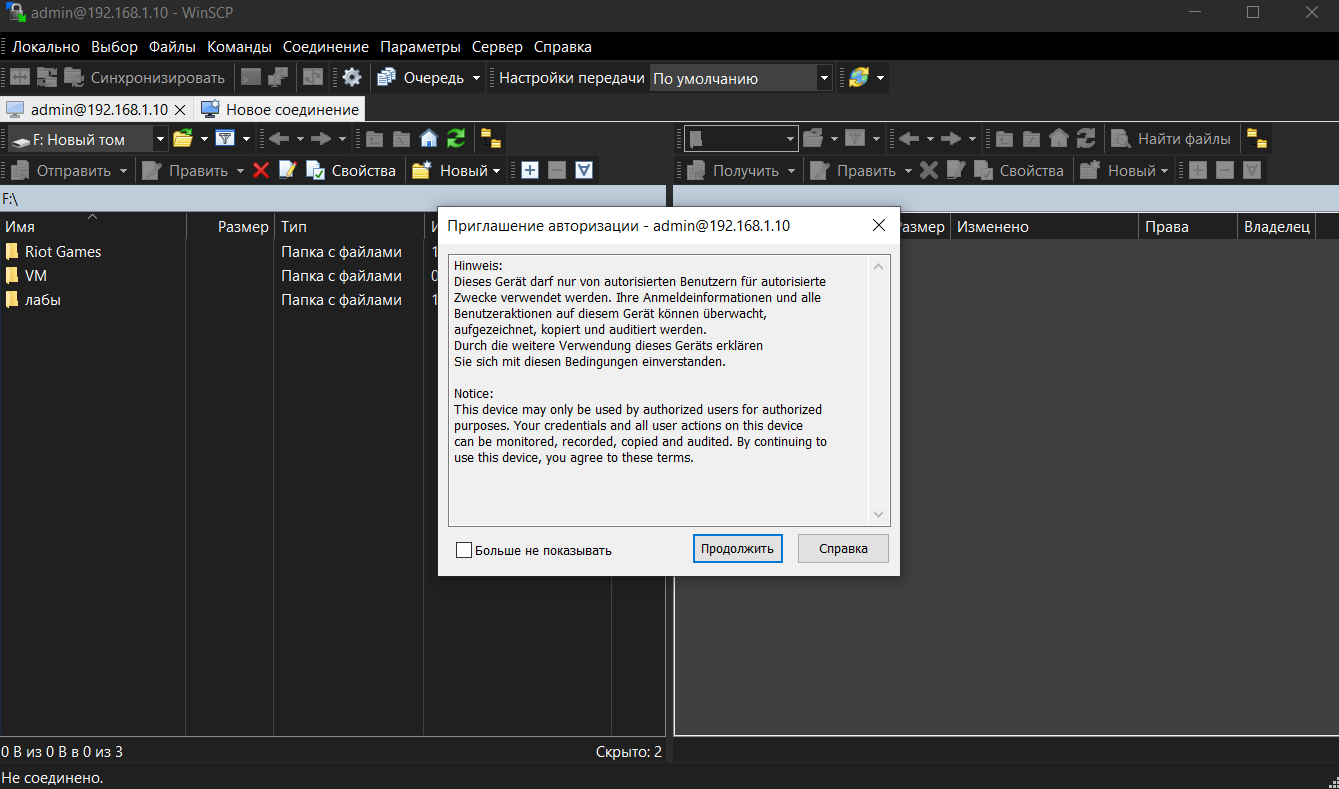 admin@192.168.1.10 - WinSCP
Локально Выбор Файлы Команды Соединение Параметры Сервер Справка
Синхронизировать Очередь Настройки передачи По умолчанию
admin@192.168.1.10 Новое соединение
F: Новый том Найти файлы
Отправить Править Свойства Новый Получить Править Свойства Новый
F:\
Имя Размер Тип Изменено Права Владелец
Riot Games Папка с файлами
VM Папка с файлами
лабы Папка с файлами
Приглашение авторизации - admin@192.168.1.10
Hinweis:
Dieses Gerät darf nur von autorisierten Benutzern für autorisierte
Zwecke verwendet werden. Ihre Anmeldeinformationen und alle
Benutzeraktionen auf diesem Gerät können überwacht,
aufgezeichnet, kopiert und auditiert werden.
Durch die weitere Verwendung dieses Geräts erklären
Sie sich mit diesen Bedingungen einverstanden.
Notice:
This device may only be used by authorized users for authorized
purposes. Your credentials and all user actions on this device
can be monitored, recorded, copied and audited. By continuing to
use this device, you agree to these terms.
Больше не показывать Продолжить Справка
0 B из 0 B в 0 из 3 Скрыто: 2
Не соединено.